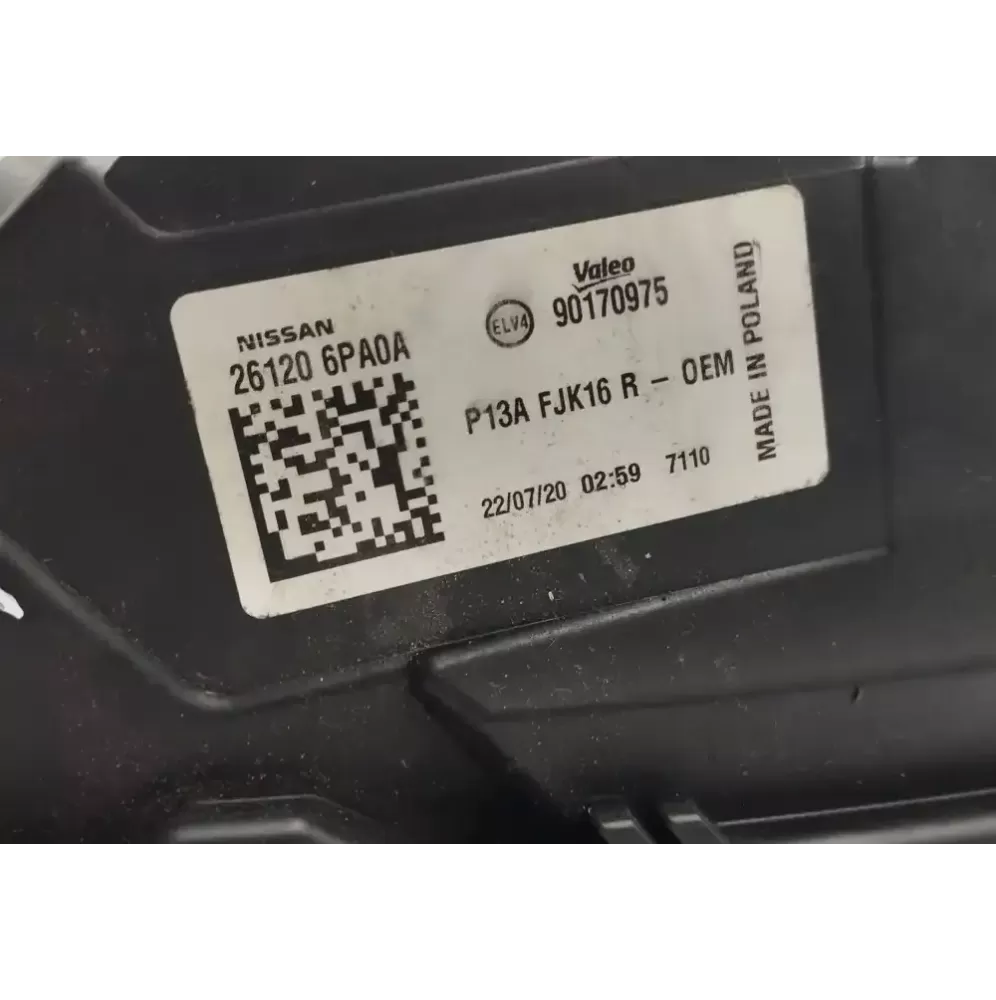 NISSAN
26120 6PA0A
ELV4
Valeo
90170975
P13A FJK16 R - OEM
22/07/20 02:59 7110
MADE IN POLAND